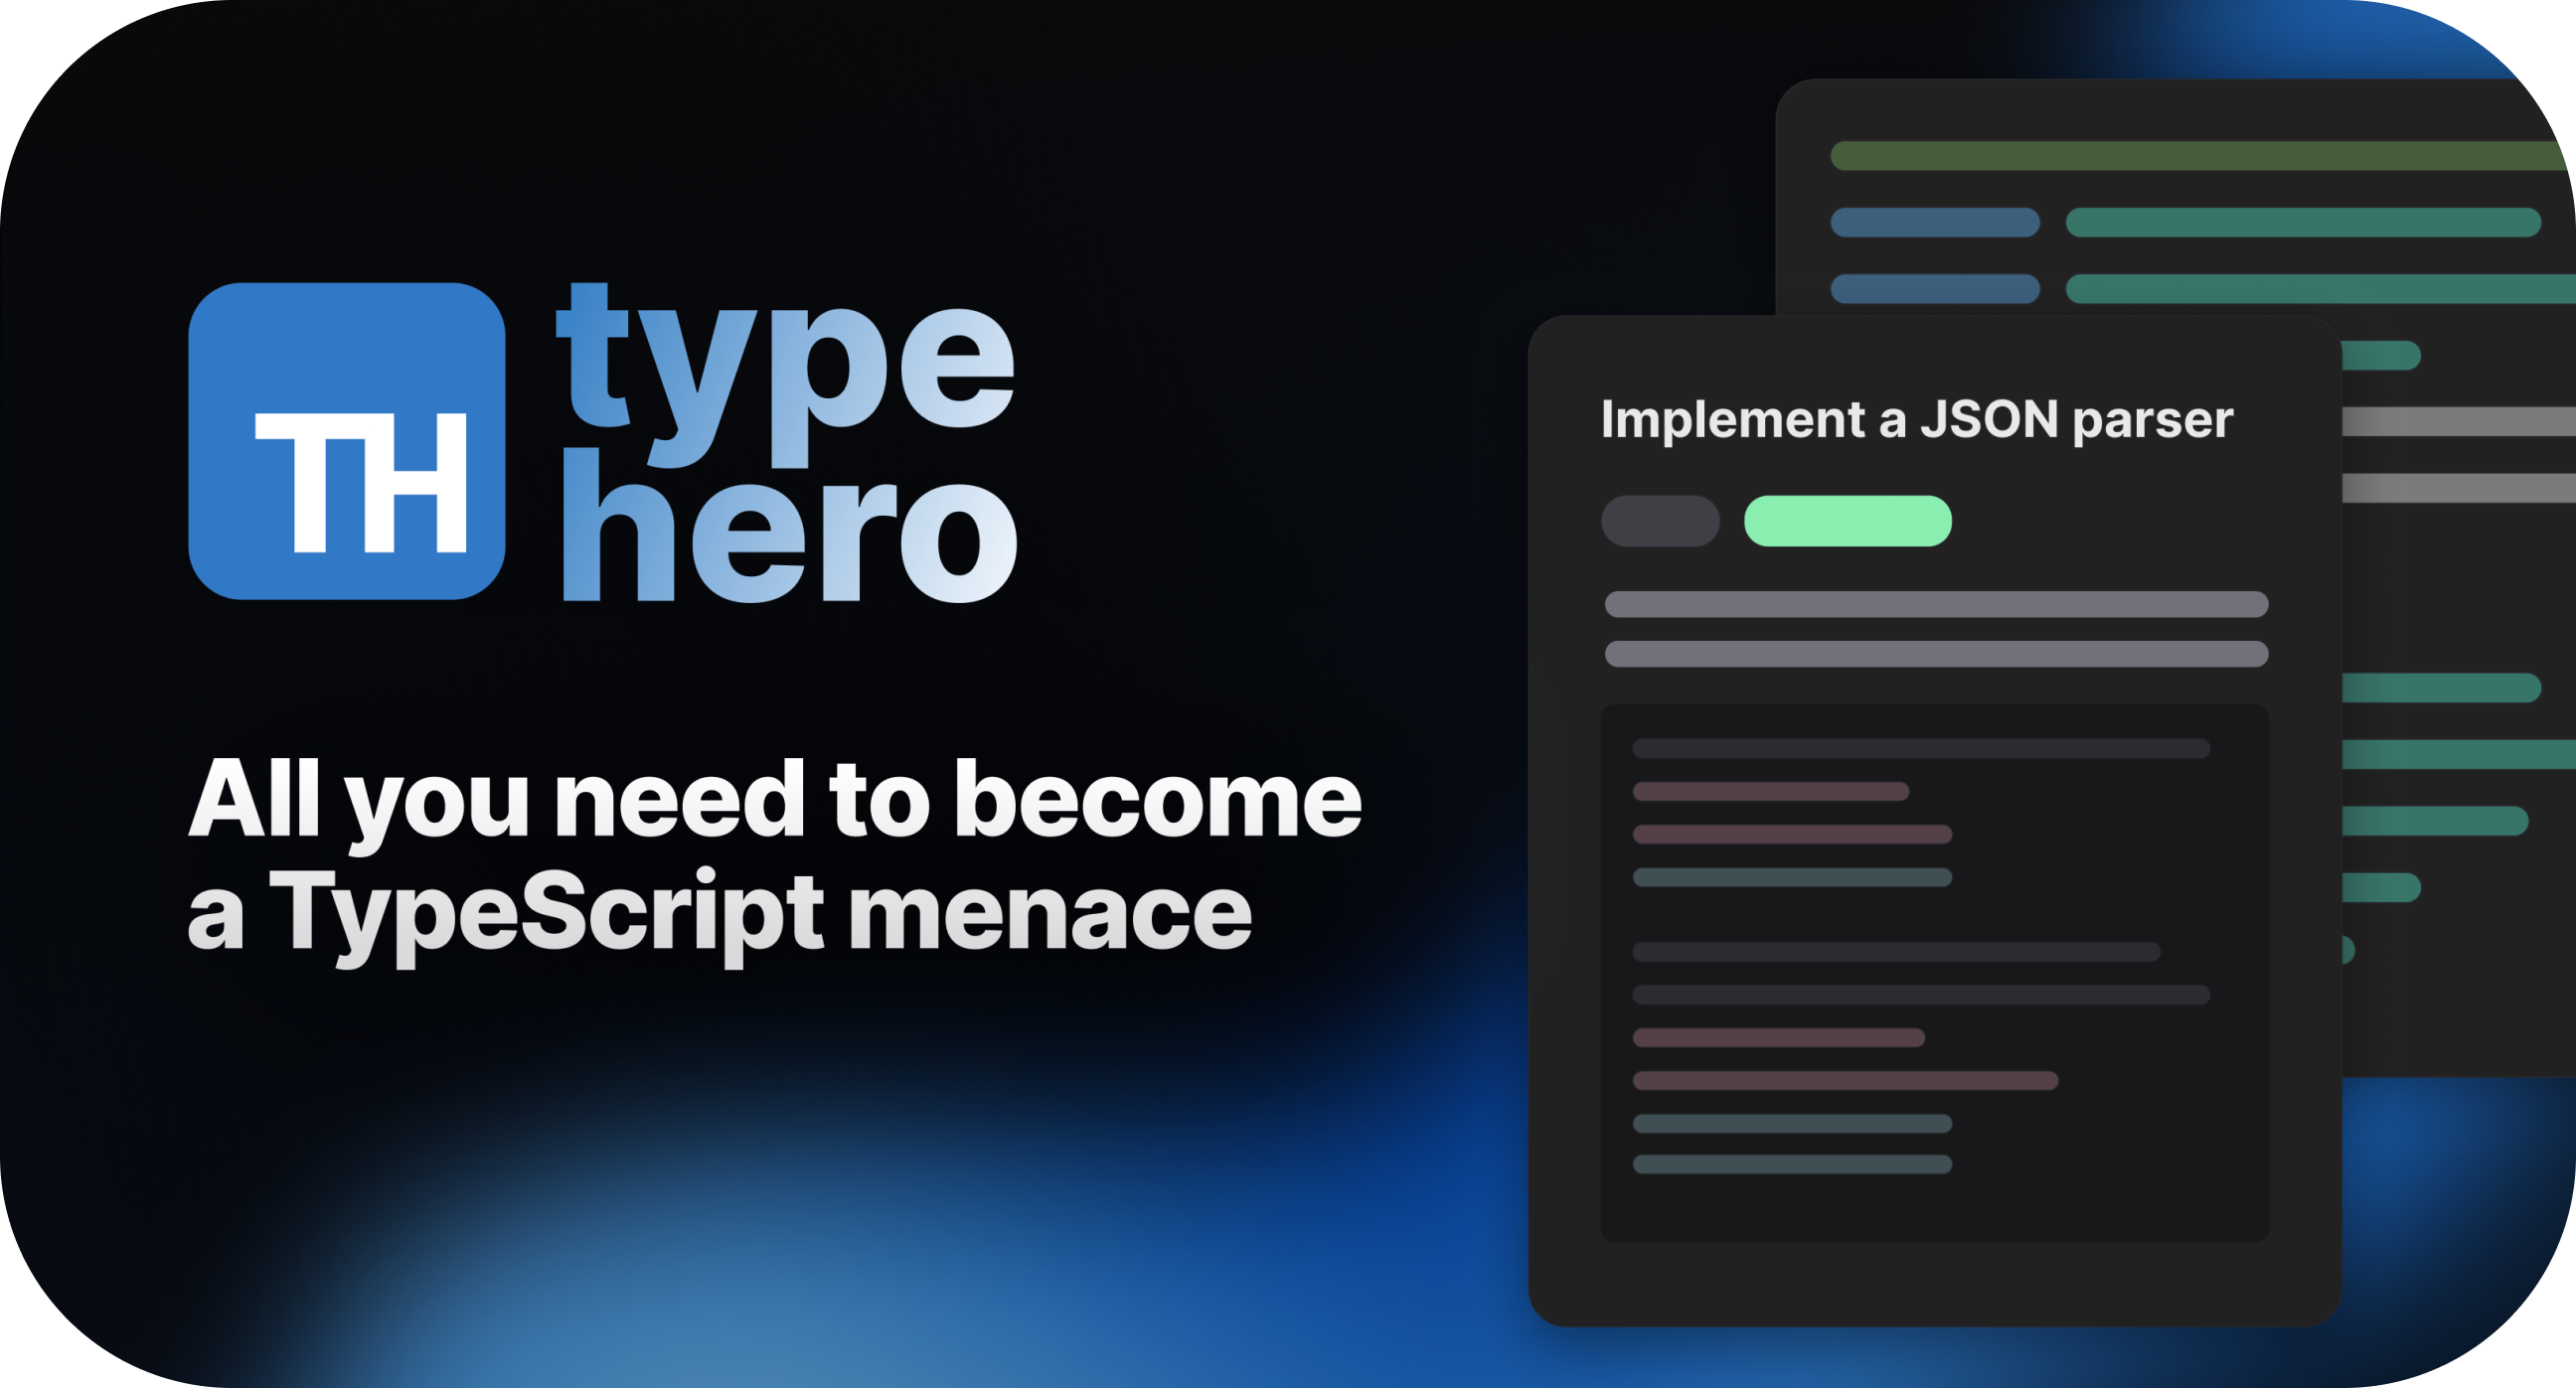 TH
type
hero
All you need to become
a TypeScript menace
Implement a JSON parser